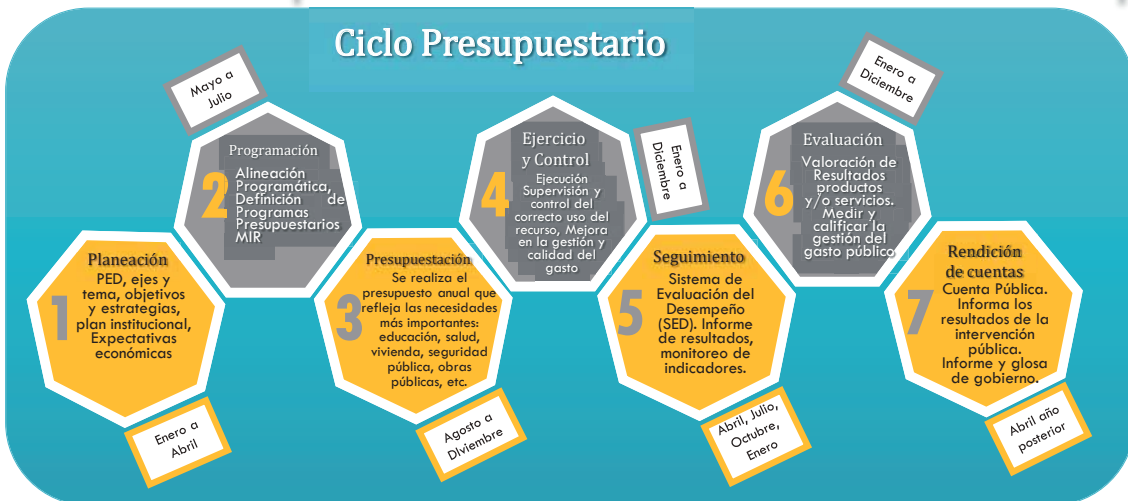 Ciclo Presupuestario
1
Planeación
PED, ejes y
tema, objetivos
y estrategias,
plan institucional,
Expectativas
económicas
Enero a
Abril
Mayo a
Julio
2
Programación
Alineación
Programática,
Definición de
Programas
Presupuestarios
MIR
3
Presupuestación
Se realiza el
presupuesto anual que
refleja las necesidades
más importantes:
educación, salud,
vivienda, seguridad
pública, obras
públicas, etc.
Agosto a
DIviembre
4
Ejercicio
y Control
Ejecución
Supervisión y
control del
correcto uso del
recurso, Mejora
en la gestión y
calidad del
gasto
Enero a
Diciembre
5
Seguimiento
Sistema de
Evaluación del
Desempeño
(SED). Informe
de resultados,
monitoreo de
indicadores.
Abril, Julio,
Octubre,
Enero
6
Evaluación
Valoración de
Resultados
productos
y/o servicios.
Medir y
calificar la
gestión del
gasto público
Enero a
Diciembre
7
Rendición
de cuentas
Cuenta Pública.
Informa los
resultados de la
intervención
pública.
Informe y glosa
de gobierno.
Abril año
posterior